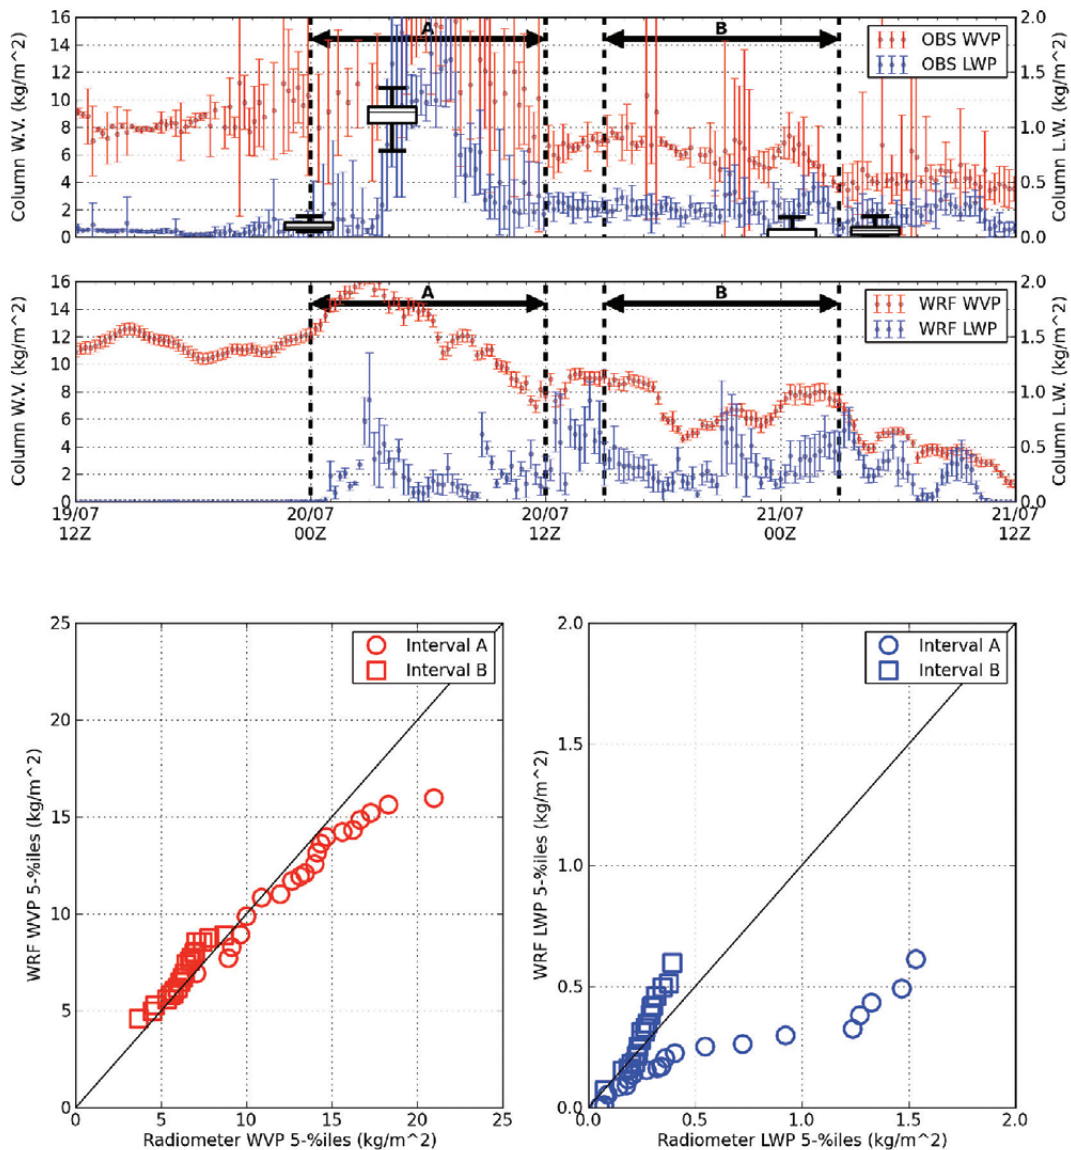 16
14
12
10
8
6
4
2
0
Column W.V. (kg/m^2)
A
B
OBS WVP
OBS LWP
2.0
1.5
1.0
0.5
0.0
Column L.W. (kg/m^2)
16
14
12
10
8
6
4
2
0
Column W.V. (kg/m^2)
A
B
WRF WVP
WRF LWP
2.0
1.5
1.0
0.5
0.0
Column L.W. (kg/m^2)
19/07 20/07 20/07 21/07 21/07
12Z 00Z 12Z 00Z 12Z
25
20
15
10
5
0
WRF WVP 5-%iles (kg/m^2)
Interval A
Interval B
0 5 10 15 20 25
Radiometer WVP 5-%iles (kg/m^2)
2.0
1.5
1.0
0.5
0.0
WRF LWP 5-%iles (kg/m^2)
Interval A
Interval B
0.0 0.5 1.0 1.5 2.0
Radiometer LWP 5-%iles (kg/m^2)